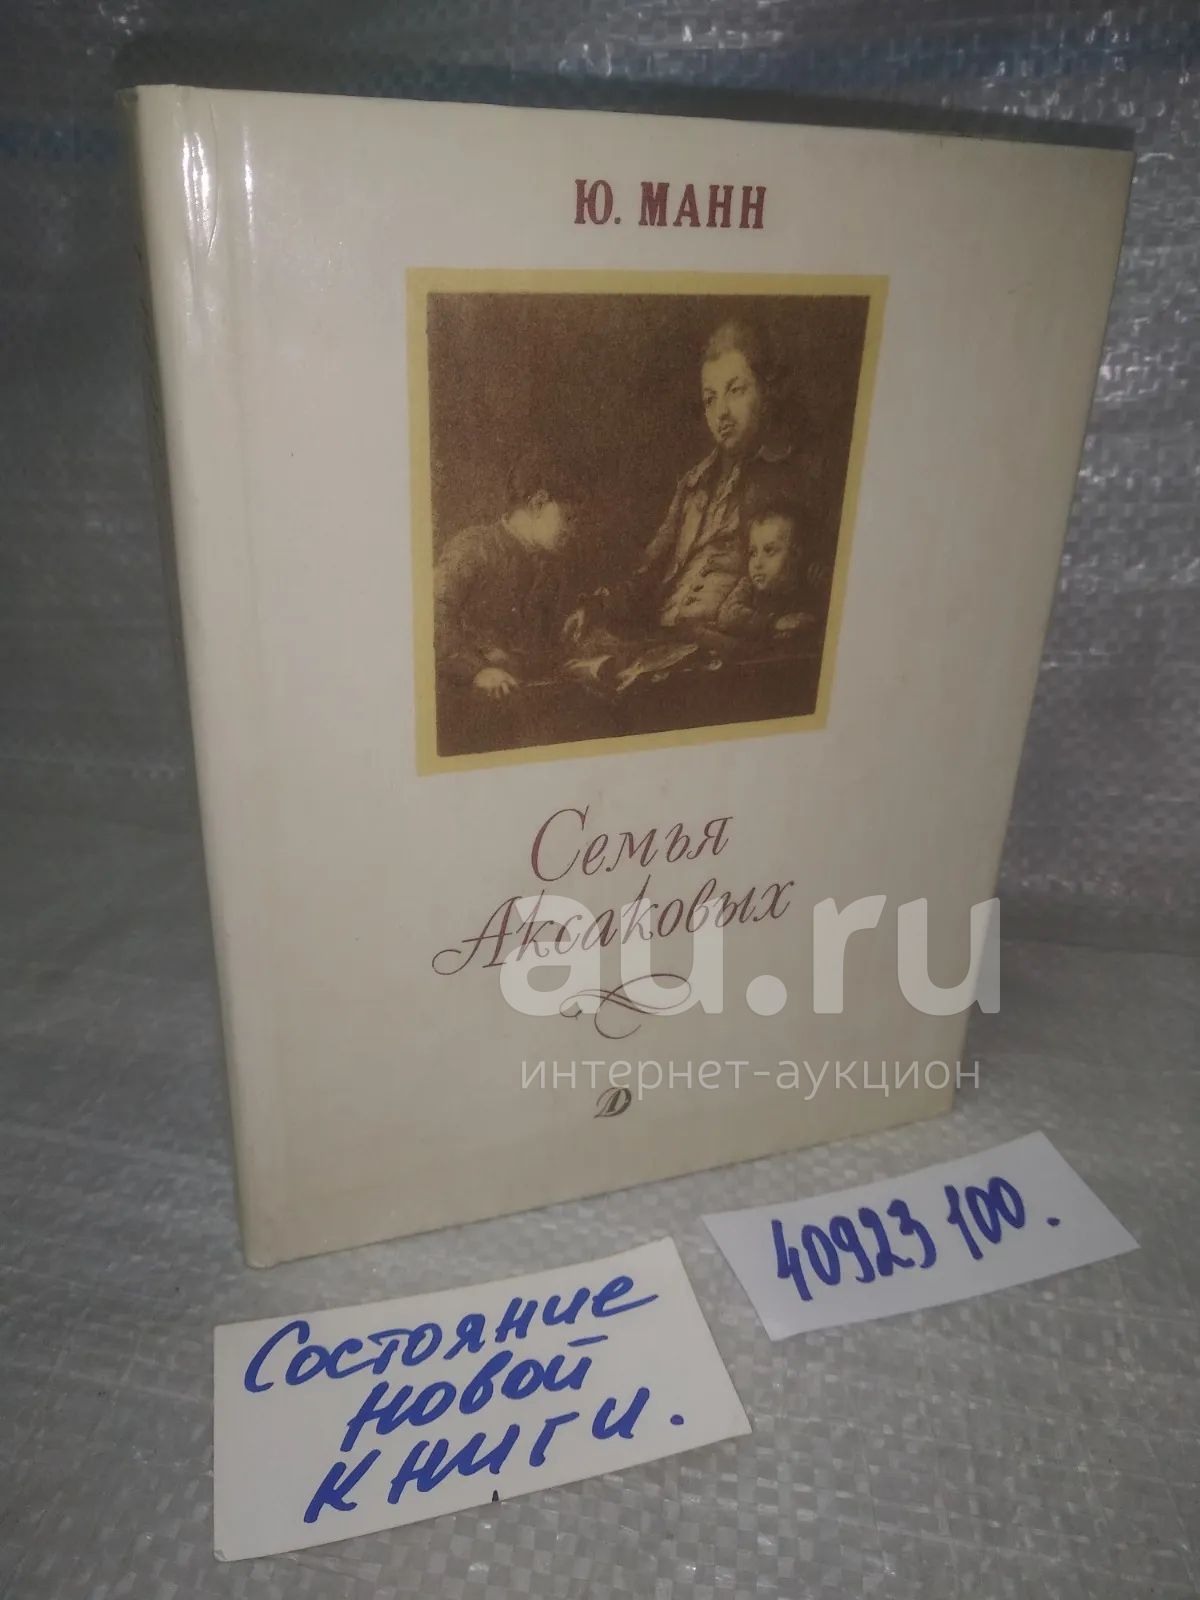 Ю. МАНН
Семья
Аксаковых
au.ru
интернет-аукцион
Д
40923 100.
Состояние
новой
книги.